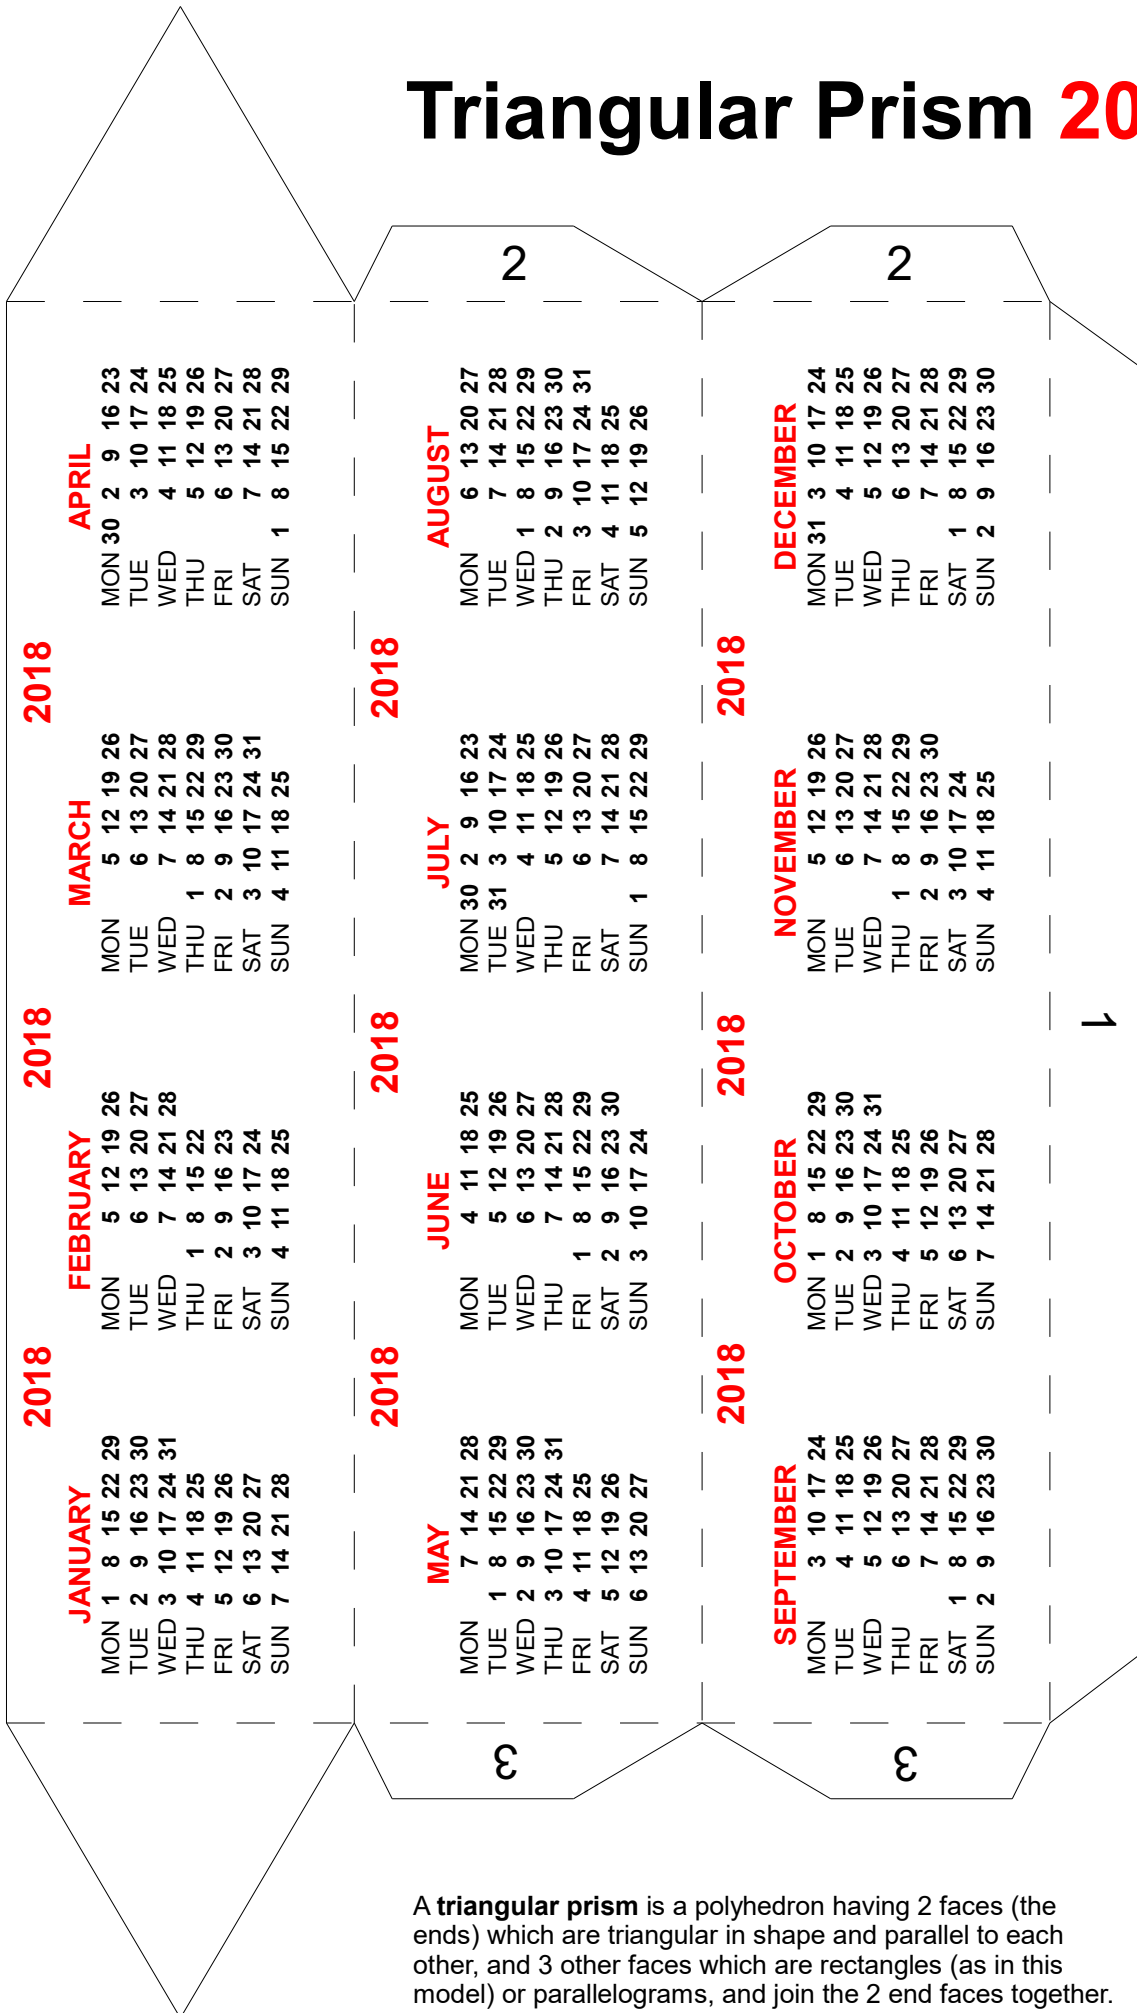 Triangular Prism 20
2
2
2018 2018 2018
JANUARY
MON 1 8 15 22 29
TUE 2 9 16 23 30
WED 3 10 17 24 31
THU 4 11 18 25
FRI 5 12 19 26
SAT 6 13 20 27
SUN 7 14 21 28
FEBRUARY
MON 5 12 19 26
TUE 6 13 20 27
WED 7 14 21 28
THU 1 8 15 22
FRI 2 9 16 23
SAT 3 10 17 24
SUN 4 11 18 25
MARCH
MON 5 12 19 26
TUE 6 13 20 27
WED 7 14 21 28
THU 1 8 15 22 29
FRI 2 9 16 23 30
SAT 3 10 17 24 31
SUN 4 11 18 25
APRIL
MON 30 2 9 16 23
TUE 3 10 17 24
WED 4 11 18 25
THU 5 12 19 26
FRI 6 13 20 27
SAT 7 14 21 28
SUN 1 8 15 22 29
2018 2018 2018
MAY
MON 7 14 21 28
TUE 1 8 15 22 29
WED 2 9 16 23 30
THU 3 10 17 24 31
FRI 4 11 18 25
SAT 5 12 19 26
SUN 6 13 20 27
JUNE
MON 4 11 18 25
TUE 5 12 19 26
WED 6 13 20 27
THU 7 14 21 28
FRI 1 8 15 22 29
SAT 2 9 16 23 30
SUN 3 10 17 24
JULY
MON 30 2 9 16 23
TUE 31 3 10 17 24
WED 4 11 18 25
THU 5 12 19 26
FRI 6 13 20 27
SAT 7 14 21 28
SUN 1 8 15 22 29
AUGUST
MON 6 13 20 27
TUE 7 14 21 28
WED 1 8 15 22 29
THU 2 9 16 23 30
FRI 3 10 17 24 31
SAT 4 11 18 25
SUN 5 12 19 26
2018 2018 2018
SEPTEMBER
MON 3 10 17 24
TUE 4 11 18 25
WED 5 12 19 26
THU 6 13 20 27
FRI 7 14 21 28
SAT 1 8 15 22 29
SUN 2 9 16 23 30
OCTOBER
MON 1 8 15 22 29
TUE 2 9 16 23 30
WED 3 10 17 24 31
THU 4 11 18 25
FRI 5 12 19 26
SAT 6 13 20 27
SUN 7 14 21 28
NOVEMBER
MON 5 12 19 26
TUE 6 13 20 27
WED 7 14 21 28
THU 1 8 15 22 29
FRI 2 9 16 23 30
SAT 3 10 17 24
SUN 4 11 18 25
DECEMBER
MON 31 3 10 17 24
TUE 4 11 18 25
WED 5 12 19 26
THU 6 13 20 27
FRI 7 14 21 28
SAT 1 8 15 22 29
SUN 2 9 16 23 30
1
3
3
A triangular prism is a polyhedron having 2 faces (the
ends) which are triangular in shape and parallel to each
other, and 3 other faces which are rectangles (as in this
model) or parallelograms, and join the 2 end faces together.